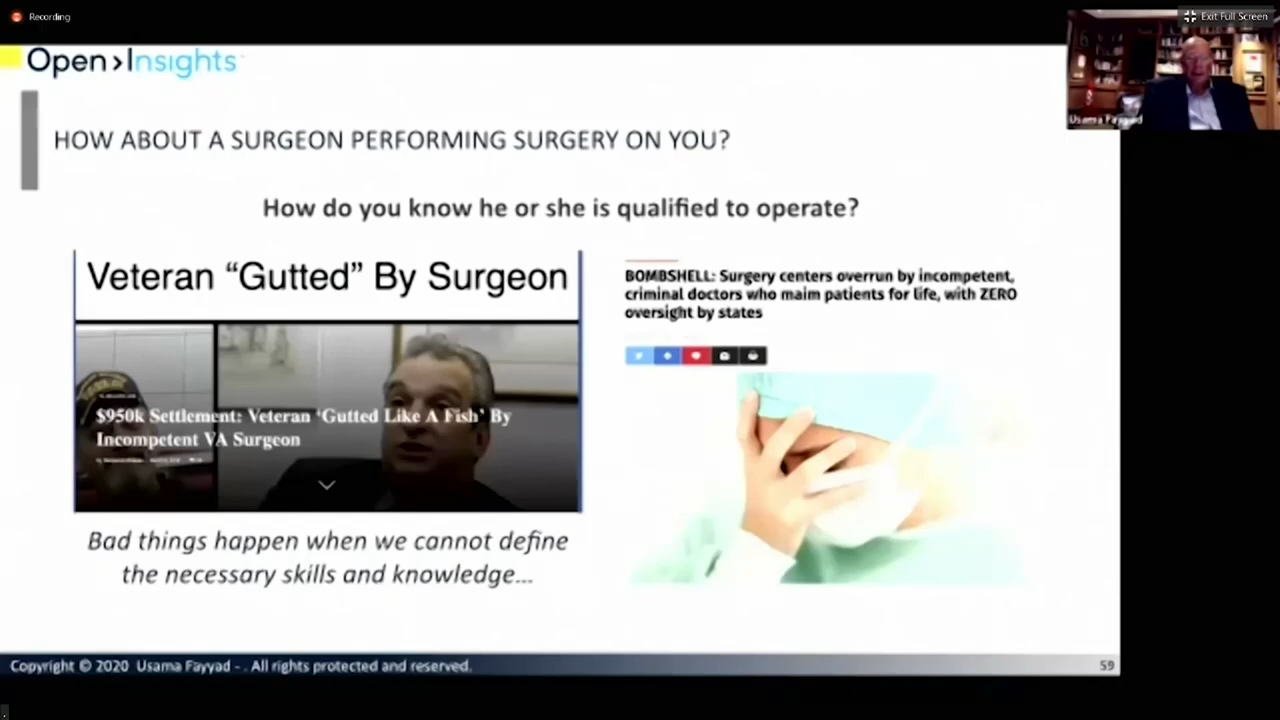 Recording
Exit Full Screen
Open>Insights
Usama Fayyad
HOW ABOUT A SURGEON PERFORMING SURGERY ON YOU?
How do you know he or she is qualified to operate?
Veteran “Gutted” By Surgeon
$950k Settlement: Veteran ‘Gutted Like A Fish’ By
Incompetent VA Surgeon
Bad things happen when we cannot define
the necessary skills and knowledge...
BOMBSHELL: Surgery centers overrun by incompetent,
criminal doctors who maim patients for life, with ZERO
oversight by states
Copyright © 2020 Usama Fayyad - . All rights protected and reserved.
59